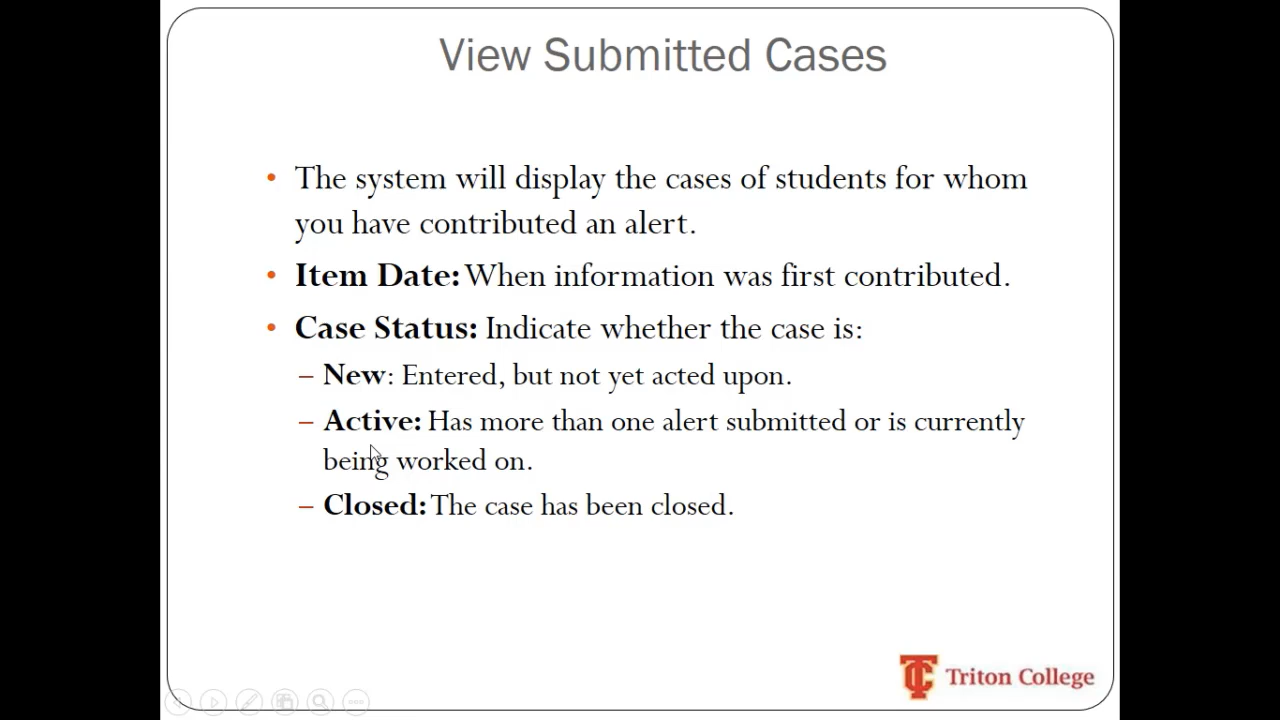 View Submitted Cases
• The system will display the cases of students for whom
you have contributed an alert.
• Item Date: When information was first contributed.
• Case Status: Indicate whether the case is:
– New: Entered, but not yet acted upon.
– Active: Has more than one alert submitted or is currently
being worked on.
– Closed: The case has been closed.
TC Triton College